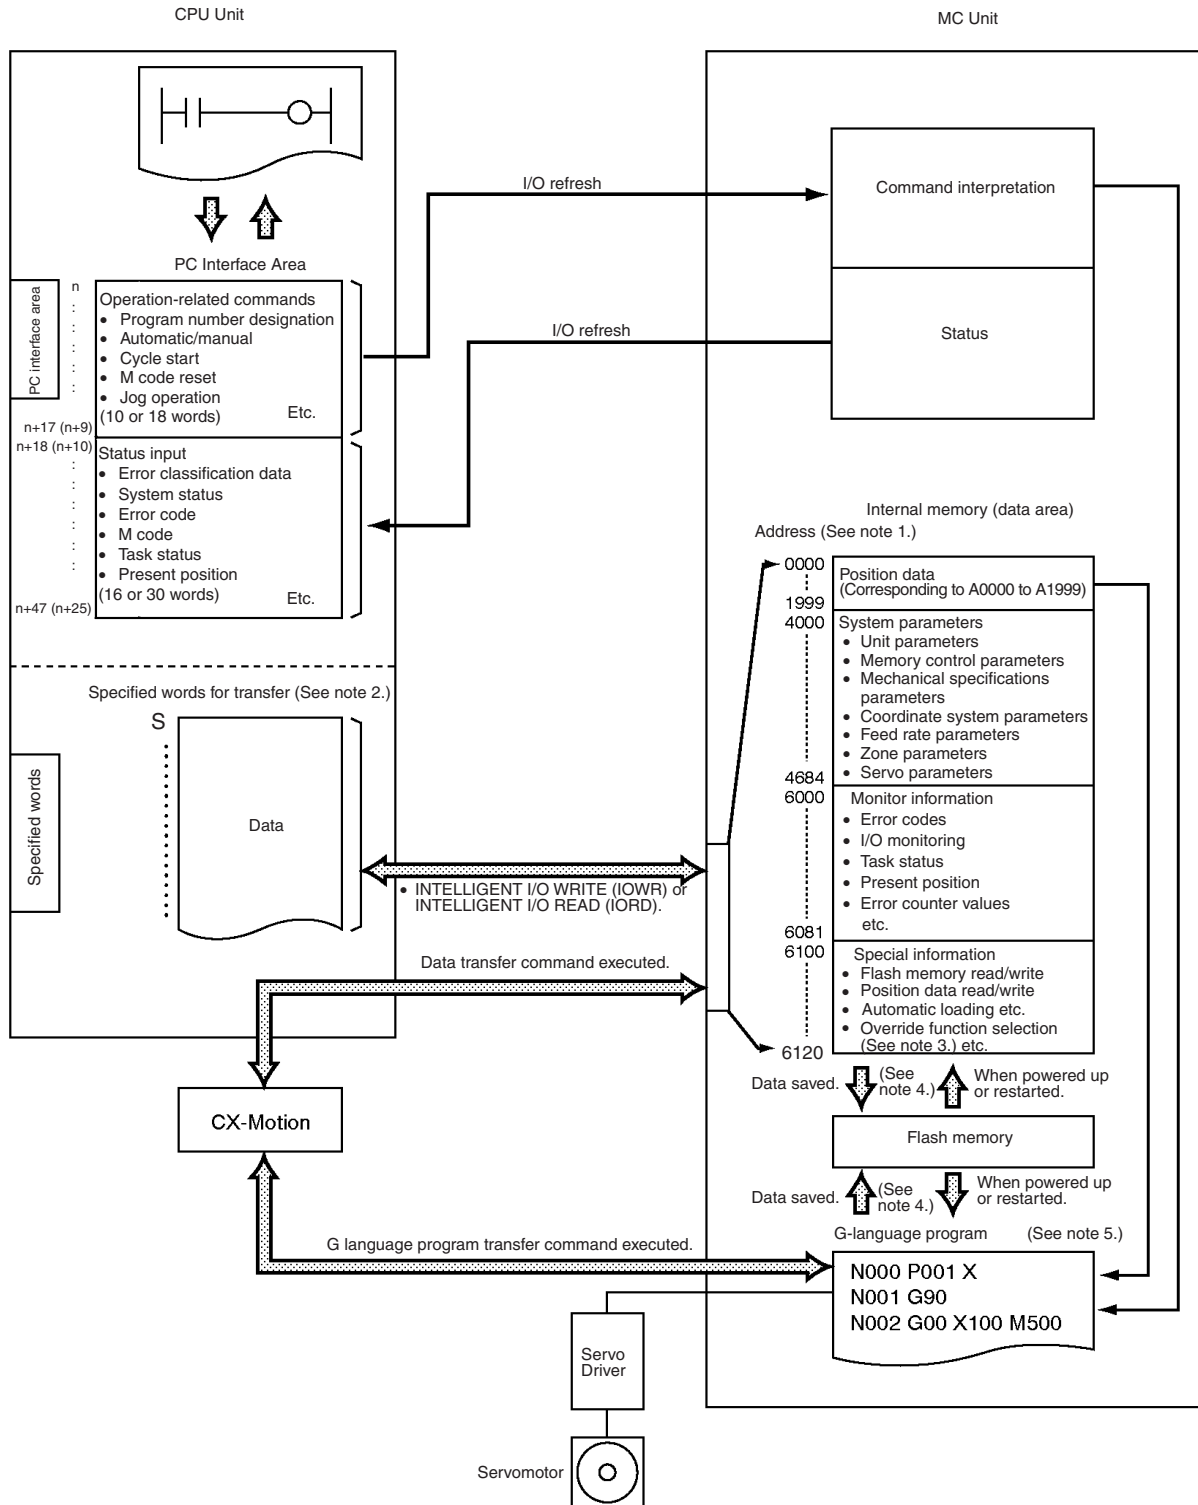 CPU Unit
MC Unit
I/O refresh
Command interpretation
PC Interface Area
PC interface area
n
:
:
:
:
:
:
n+17 (n+9)
Operation-related commands
• Program number designation
• Automatic/manual
• Cycle start
• M code reset
• Jog operation
(10 or 18 words) Etc.
I/O refresh
Status
n+18 (n+10)
:
:
:
:
:
:
n+47 (n+25)
Status input
• Error classification data
• System status
• Error code
• M code
• Task status
• Present position
(16 or 30 words) Etc.
Internal memory (data area)
Address (See note 1.)
0000
1999
Position data
(Corresponding to A0000 to A1999)
4000
4684
System parameters
• Unit parameters
• Memory control parameters
• Mechanical specifications
parameters
• Coordinate system parameters
• Feed rate parameters
• Zone parameters
• Servo parameters
6000
6081
Monitor information
• Error codes
• I/O monitoring
• Task status
• Present position
• Error counter values
etc.
6100
6120
Special information
• Flash memory read/write
• Position data read/write
• Automatic loading etc.
• Override function selection
(See note 3.) etc.
Specified words for transfer (See note 2.)
S
Specified words
Data
• INTELLIGENT I/O WRITE (IOWR) or
INTELLIGENT I/O READ (IORD).
Data transfer command executed.
CX-Motion
Data saved.
(See
note 4.)
When powered up
or restarted.
Flash memory
Data saved.
(See
note 4.)
When powered up
or restarted.
G language program transfer command executed.
G-language program (See note 5.)
N000 P001 X
N001 G90
N002 G00 X100 M500
Servo
Driver
Servomotor